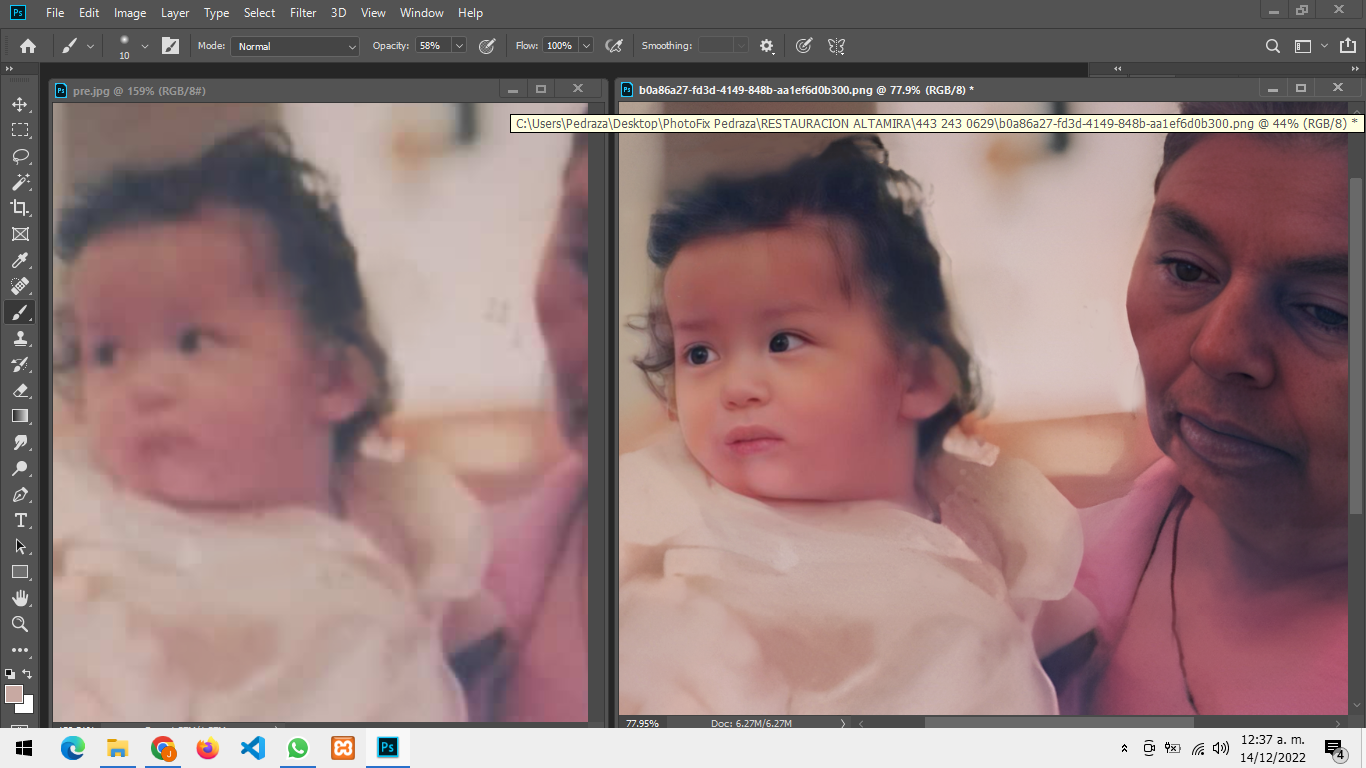 Ps File Edit Image Layer Type Select Filter 3D View Window Help
10 Mode: Normal Opacity: 58% Flow: 100% Smoothing:
Ps pre.jpg @ 159% (RGB/8#)
Ps b0a86a27-fd3d-4149-848b-aa1ef6d0b300.png @ 77.9% (RGB/8) *
C:\Users\Pedraza\Desktop\PhotoFix Pedraza\RESTAURACION ALTAMIRA\443 243 0629\b0a86a27-fd3d-4149-848b-aa1ef6d0b300.png @ 44% (RGB/8) *
T
77.95% Doc: 6.27M/6.27M
J
Ps
12:37 a. m.
14/12/2022
4